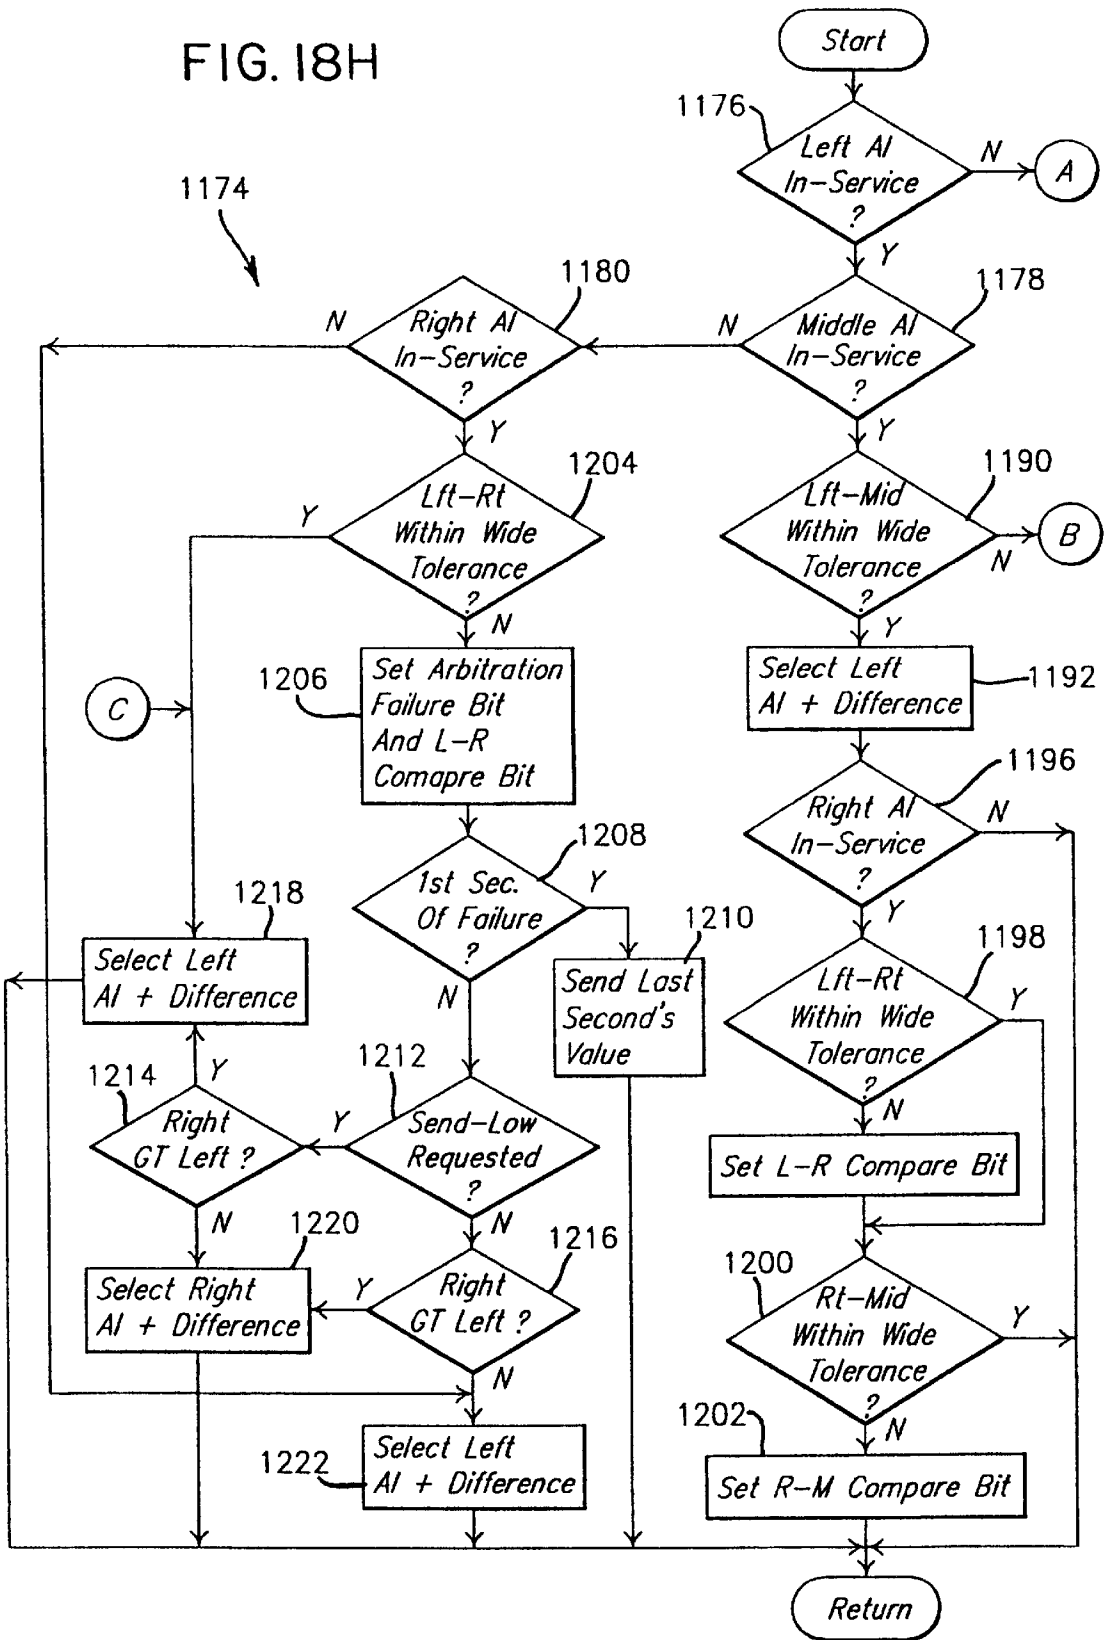 FIG. 18H
Start
1176
Left AI
In-Service
?
N
A
Y
1174
1180
Right AI
In-Service
?
N
Y
1178
Middle AI
In-Service
?
N
Y
1204
Lft-Rt
Within Wide
Tolerance
?
Y
N
1190
Lft-Mid
Within Wide
Tolerance
?
N
B
Y
1206
Set Arbitration
Failure Bit
And L-R
Comapre Bit
C
Select Left
AI + Difference
1192
1196
Right AI
In-Service
?
N
Y
1208
1st Sec.
Of Failure
?
Y
N
1210
Send Last
Second's
Value
1218
Select Left
AI + Difference
1198
Lft-Rt
Within Wide
Tolerance
?
Y
N
1214
Right
GT Left ?
Y
N
1212
Send-Low
Requested
?
Y
N
Set L-R Compare Bit
1220
Select Right
AI + Difference
1216
Right
GT Left ?
Y
N
1200
Rt-Mid
Within Wide
Tolerance
?
Y
N
1222
Select Left
AI + Difference
1202
Set R-M Compare Bit
Return